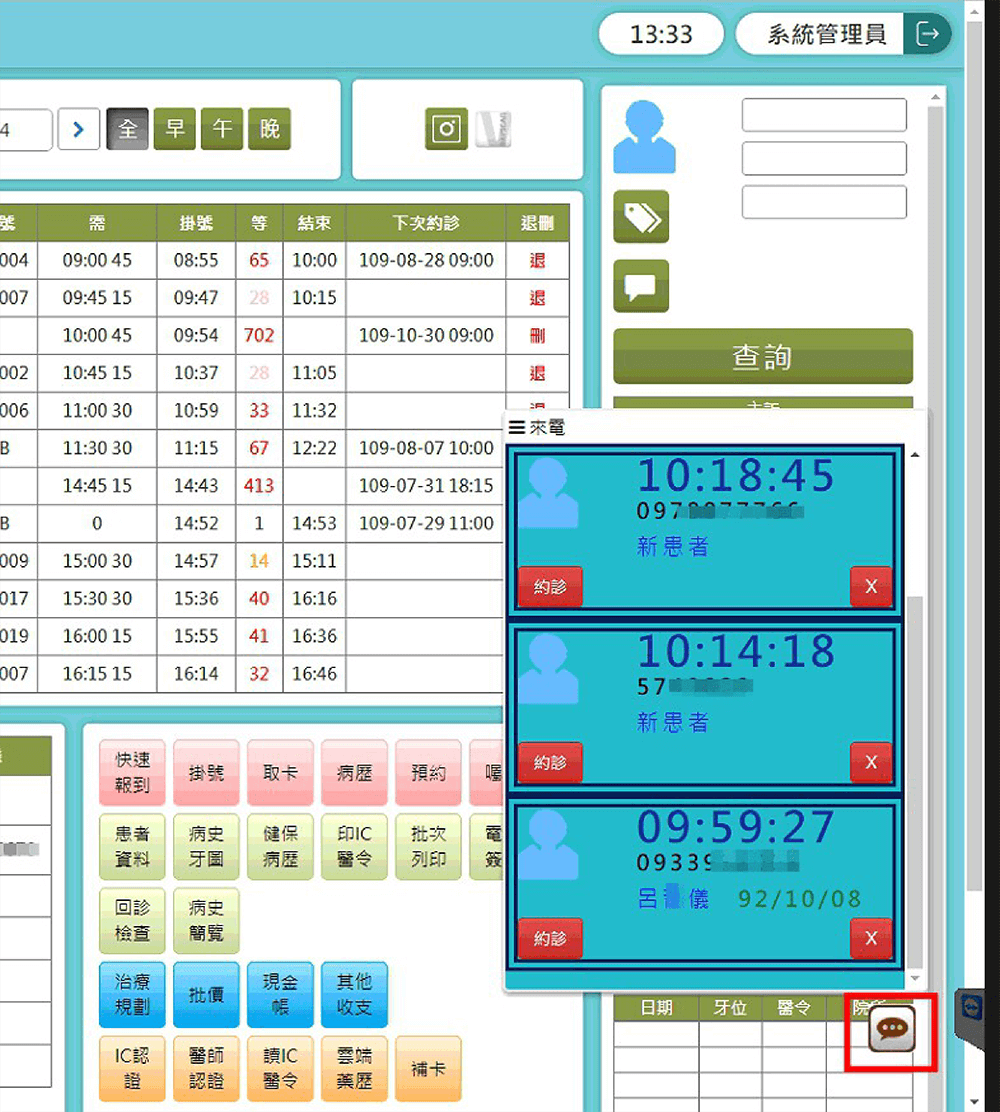 13:33 系統管理員
4 全 早 午 晚
號 需 掛號 等 結束 下次約診 退刪
004 09:00 45 08:55 65 10:00 109-08-28 09:00 退
007 09:45 15 09:47 28 10:15 退
10:00 45 09:54 702 109-10-30 09:00 刪
002 10:45 15 10:37 28 11:05 退
006 11:00 30 10:59 33 11:32 退
B 11:30 30 11:15 67 12:22 109-08-07 10:00
14:45 15 14:43 413 109-07-31 18:15
B 0 14:52 1 14:53 109-07-29 11:00
009 15:00 30 14:57 14 15:11
017 15:30 30 15:36 40 16:16
019 16:00 15 15:55 41 16:36
007 16:15 15 16:14 32 16:46
查詢
來電
10:18:45
097
新患者
約診 X
10:14:18
57
新患者
約診 X
09:59:27
09339
呂 儀 92/10/08
約診 X
快速報到 掛號 取卡 病歷 預約 囑
患者資料 病史牙圖 健保病歷 印IC醫令 批次列印 電簽
回診檢查 病史簡覽
治療規劃 批價 現金帳 其他收支
IC認證 醫師認證 讀IC醫令 雲端藥歷 補卡
日期 牙位 醫令 院所